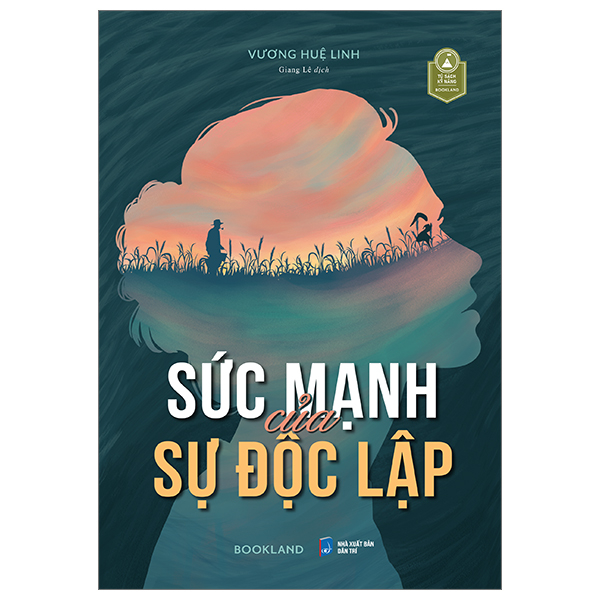 VƯƠNG HUỆ LINH
Giang Lê dịch
TỦ SÁCH
KỸ NĂNG
BOOKLAND
SỨC MẠNH
của
SỰ ĐỘC LẬP
BOOKLAND
NHÀ XUẤT BẢN
DÂN TRÍ